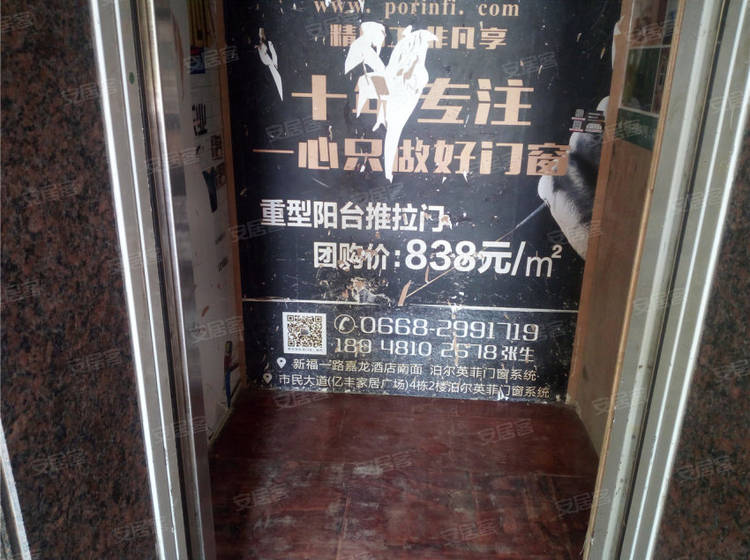 www.porinfi.com
精 工 非凡享
十年专注
一心只做好门窗
重型阳台推拉门
团购价:838元/m²
0668-2991719
189 4810 2678 张生
新福一路嘉龙酒店南面 泊尔英菲门窗系统
市民大道(亿丰家居广场)4栋2楼泊尔英菲门窗系统
安居客